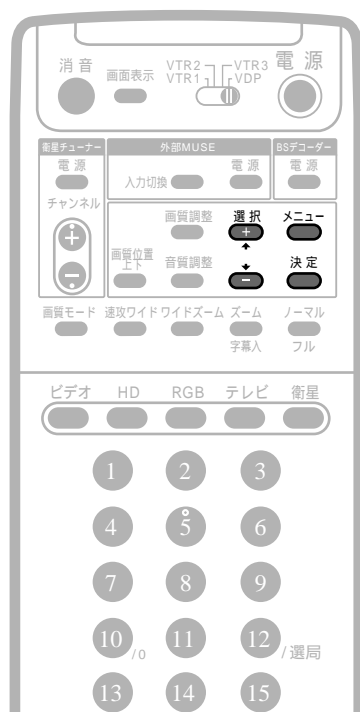 消音 画面表示 VTR2 VTR3 電源
VTR1 VDP
衛星チューナー 外部MUSE BSデコーダー
電源 入力切換 電源 電源
チャンネル
画質調整 選択 メニュー
+ +
画質位置
上下 音質調整 決定
− −
画質モード 速攻ワイド ワイドズーム ズーム ノーマル
字幕入 フル
ビデオ HD RGB テレビ 衛星
1 2 3
4 5 6
7 8 9
10/0 11 12/選局
13 14 15